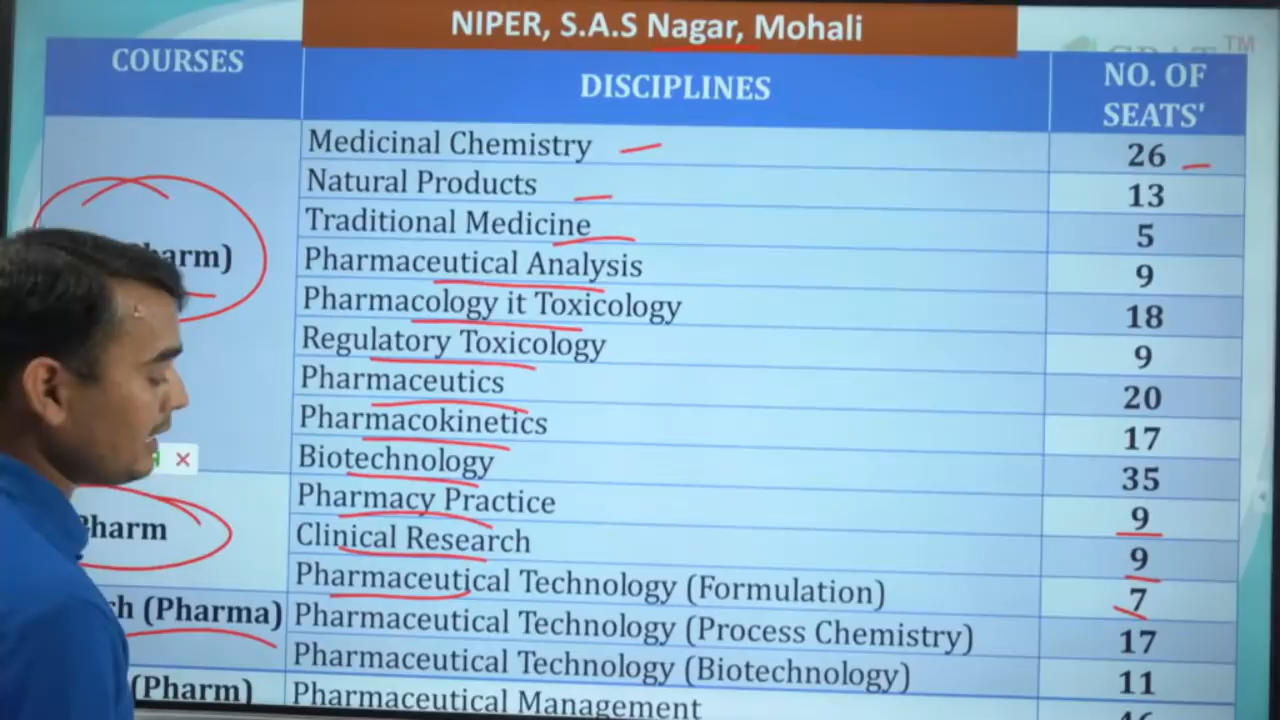 NIPER, S.A.S Nagar, Mohali
TM
COURSES
DISCIPLINES
NO. OF
SEATS'
Medicinal Chemistry
26
Natural Products
13
Traditional Medicine
5
Pharmaceutical Analysis
9
Pharmacology it Toxicology
18
Regulatory Toxicology
9
Pharmaceutics
20
Pharmacokinetics
17
Biotechnology
35
Pharmacy Practice
9
Clinical Research
9
Pharmaceutical Technology (Formulation)
7
(Pharma)
Pharmaceutical Technology (Process Chemistry)
17
Pharmaceutical Technology (Biotechnology)
11
(Pharm)
Pharmaceutical Management